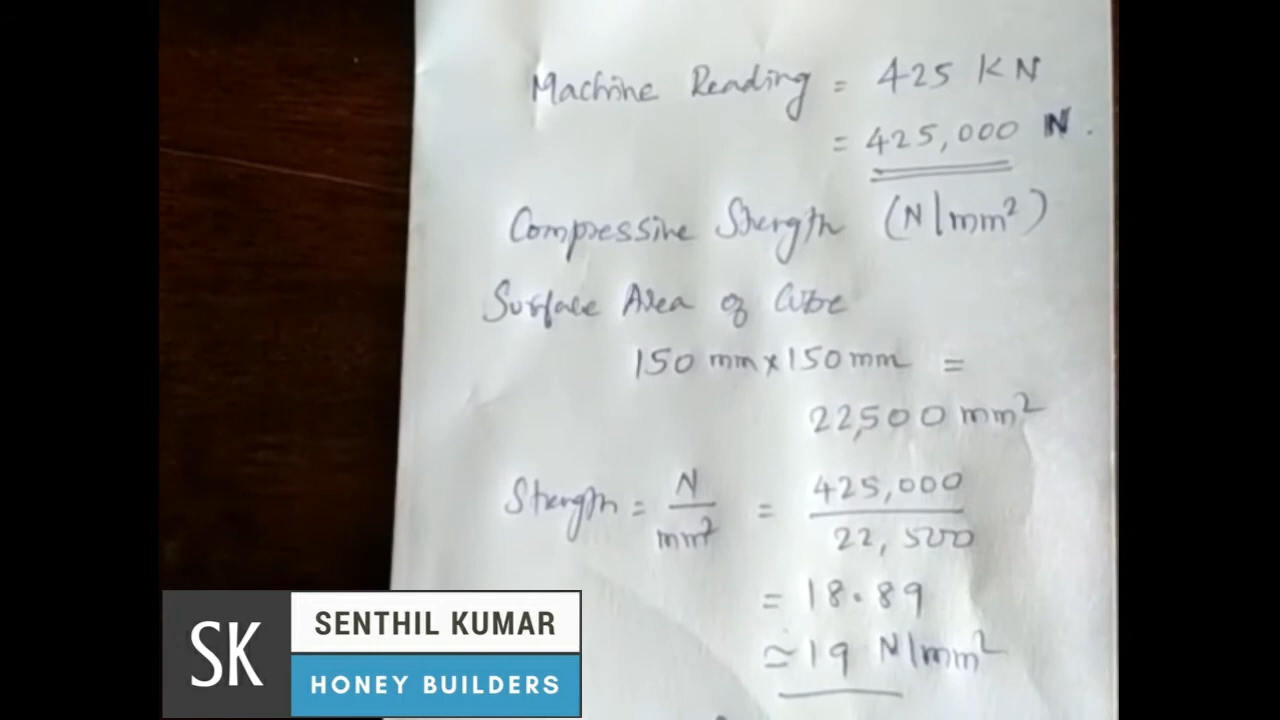 Machine Reading = 425 KN
= 425,000 N.
Compressive Strength (N/mm²)
Surface Area of Cube
150 mm x 150 mm =
22,500 mm²
Strength = N/mm² = 425,000/22,500
= 18.89
≃ 19 N/mm²
SK
SENTHIL KUMAR
HONEY BUILDERS